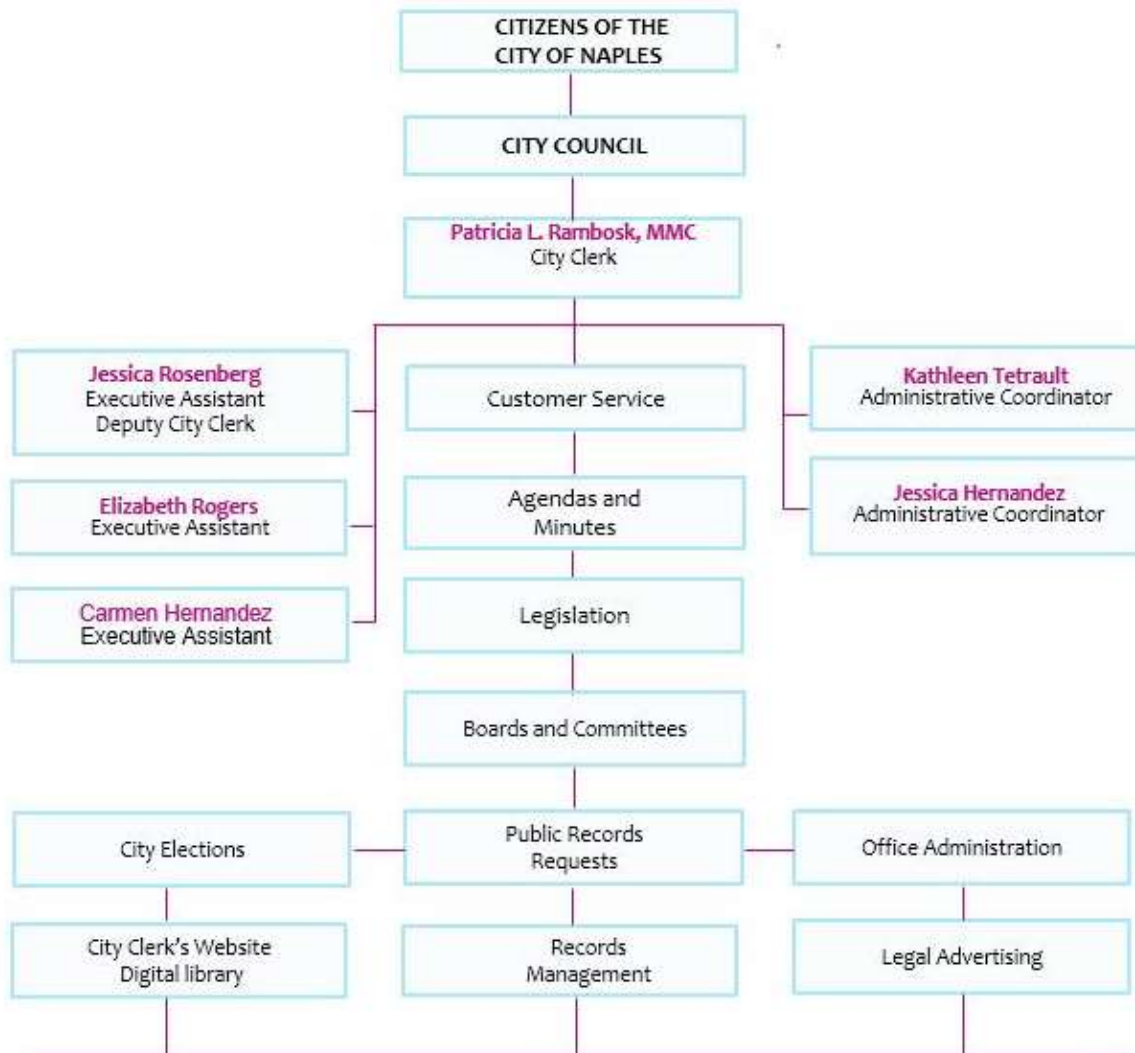 CITIZENS OF THE
CITY OF NAPLES
CITY COUNCIL
Patricia L. Rambosk, MMC
City Clerk
Jessica Rosenberg
Executive Assistant
Deputy City Clerk
Customer Service
Kathleen Tetrault
Administrative Coordinator
Elizabeth Rogers
Executive Assistant
Agendas and
Minutes
Jessica Hernandez
Administrative Coordinator
Carmen Hernandez
Executive Assistant
Legislation
Boards and Committees
City Elections
Public Records
Requests
Office Administration
City Clerk's Website
Digital library
Records
Management
Legal Advertising